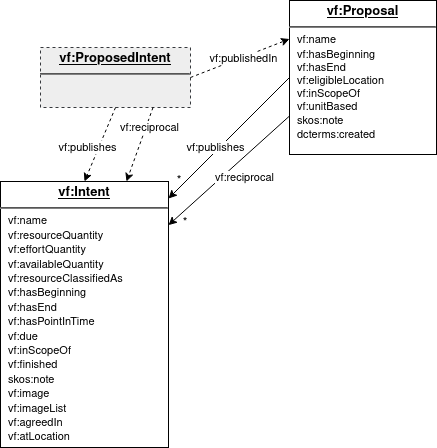 vf:Proposal
vf:name
vf:hasBeginning
vf:hasEnd
vf:eligibleLocation
vf:inScopeOf
vf:unitBased
skos:note
dcterms:created
vf:ProposedIntent
vf:publishedIn
vf:reciprocal
vf:publishes
vf:publishes
vf:reciprocal
*
*
vf:Intent
vf:name
vf:resourceQuantity
vf:effortQuantity
vf:availableQuantity
vf:resourceClassifiedAs
vf:hasBeginning
vf:hasEnd
vf:hasPointInTime
vf:due
vf:inScopeOf
vf:finished
skos:note
vf:image
vf:imageList
vf:agreedIn
vf:atLocation